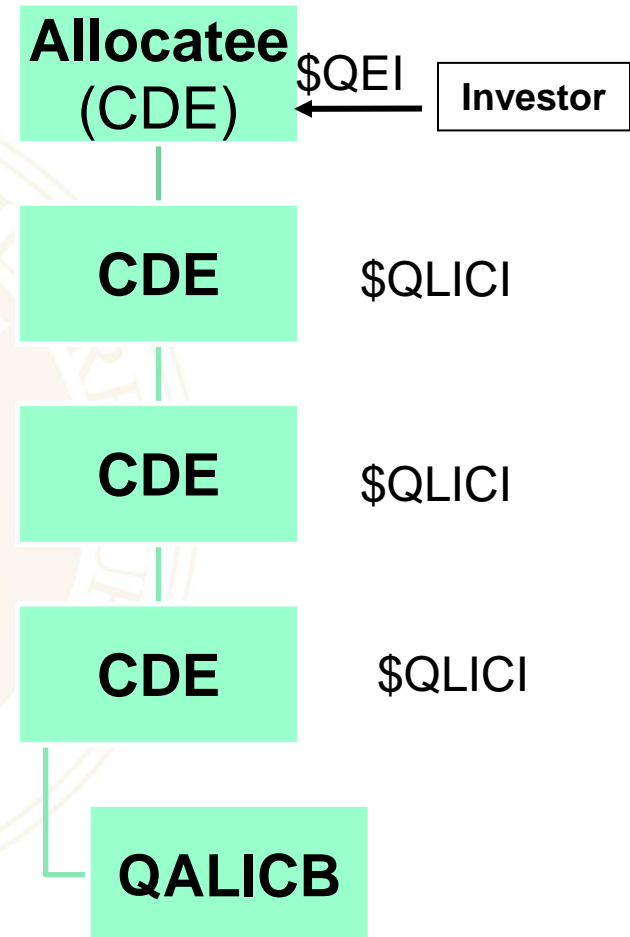 Allocatee
(CDE)
$QEI
Investor
CDE
$QLICI
CDE
$QLICI
CDE
$QLICI
QALICB